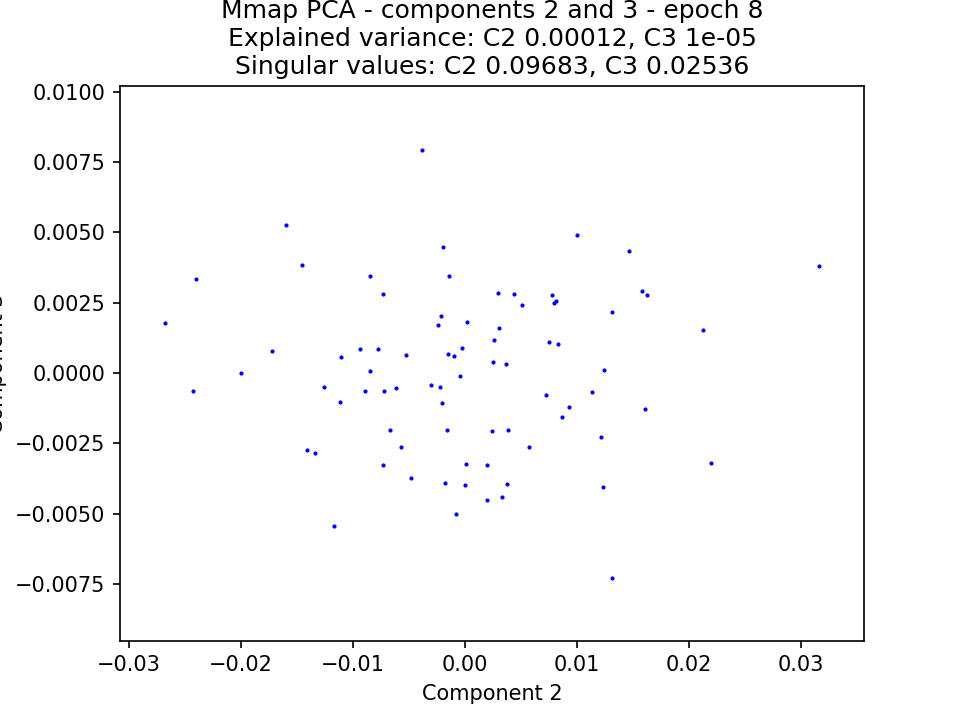 Mmap PCA - components 2 and 3 - epoch 8
Explained variance: C2 0.00012, C3 1e-05
Singular values: C2 0.09683, C3 0.02536
0.0100
0.0075
0.0050
0.0025
0.0000
−0.0025
−0.0050
−0.0075
−0.03 −0.02 −0.01 0.00 0.01 0.02 0.03
Component 2